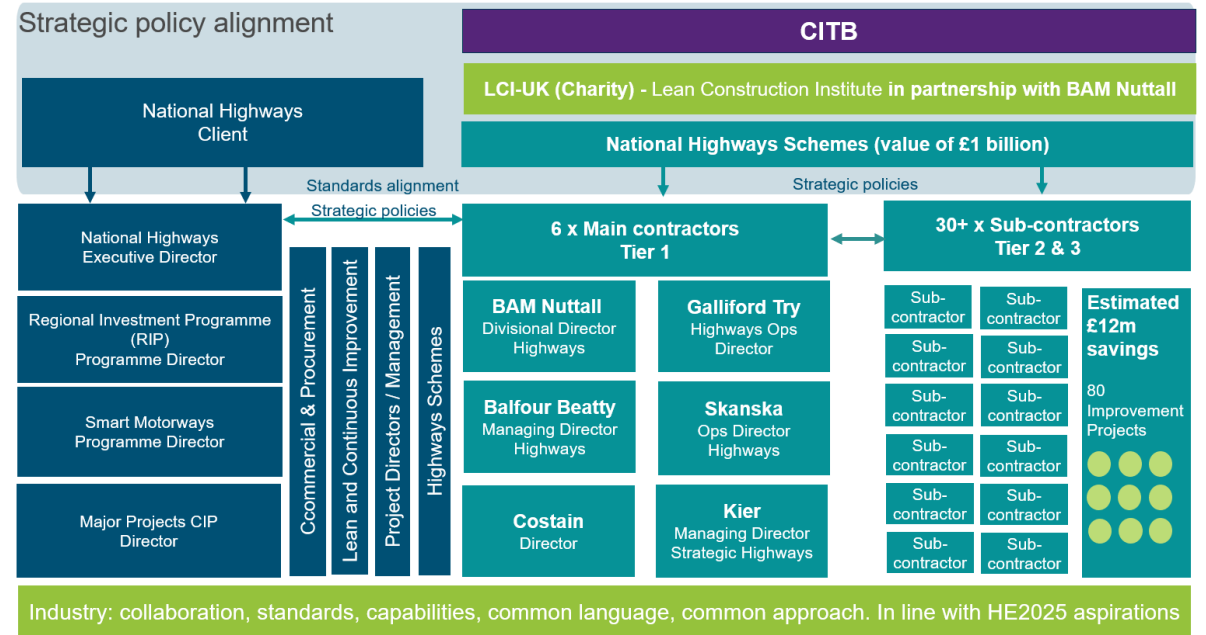 Strategic policy alignment
CITB
LCI-UK (Charity) - Lean Construction Institute in partnership with BAM Nuttall
National Highways
Client
National Highways Schemes (value of £1 billion)
Standards alignment
Strategic policies
Strategic policies
National Highways
Executive Director
Regional Investment Programme
(RIP)
Programme Director
Smart Motorways
Programme Director
Major Projects CIP
Director
Ccommercial & Procurement
Lean and Continuous Improvement
Project Directors / Management
Highways Schemes
6 x Main contractors
Tier 1
BAM Nuttall
Divisional Director
Highways
Galliford Try
Highways Ops
Director
Balfour Beatty
Managing Director
Highways
Skanska
Ops Director
Highways
Costain
Director
Kier
Managing Director
Strategic Highways
30+ x Sub-contractors
Tier 2 & 3
Sub-
contractor
Sub-
contractor
Sub-
contractor
Sub-
contractor
Sub-
contractor
Sub-
contractor
Sub-
contractor
Sub-
contractor
Sub-
contractor
Sub-
contractor
Sub-
contractor
Sub-
contractor
Estimated
£12m
savings
80
Improvement
Projects
Industry: collaboration, standards, capabilities, common language, common approach. In line with HE2025 aspirations